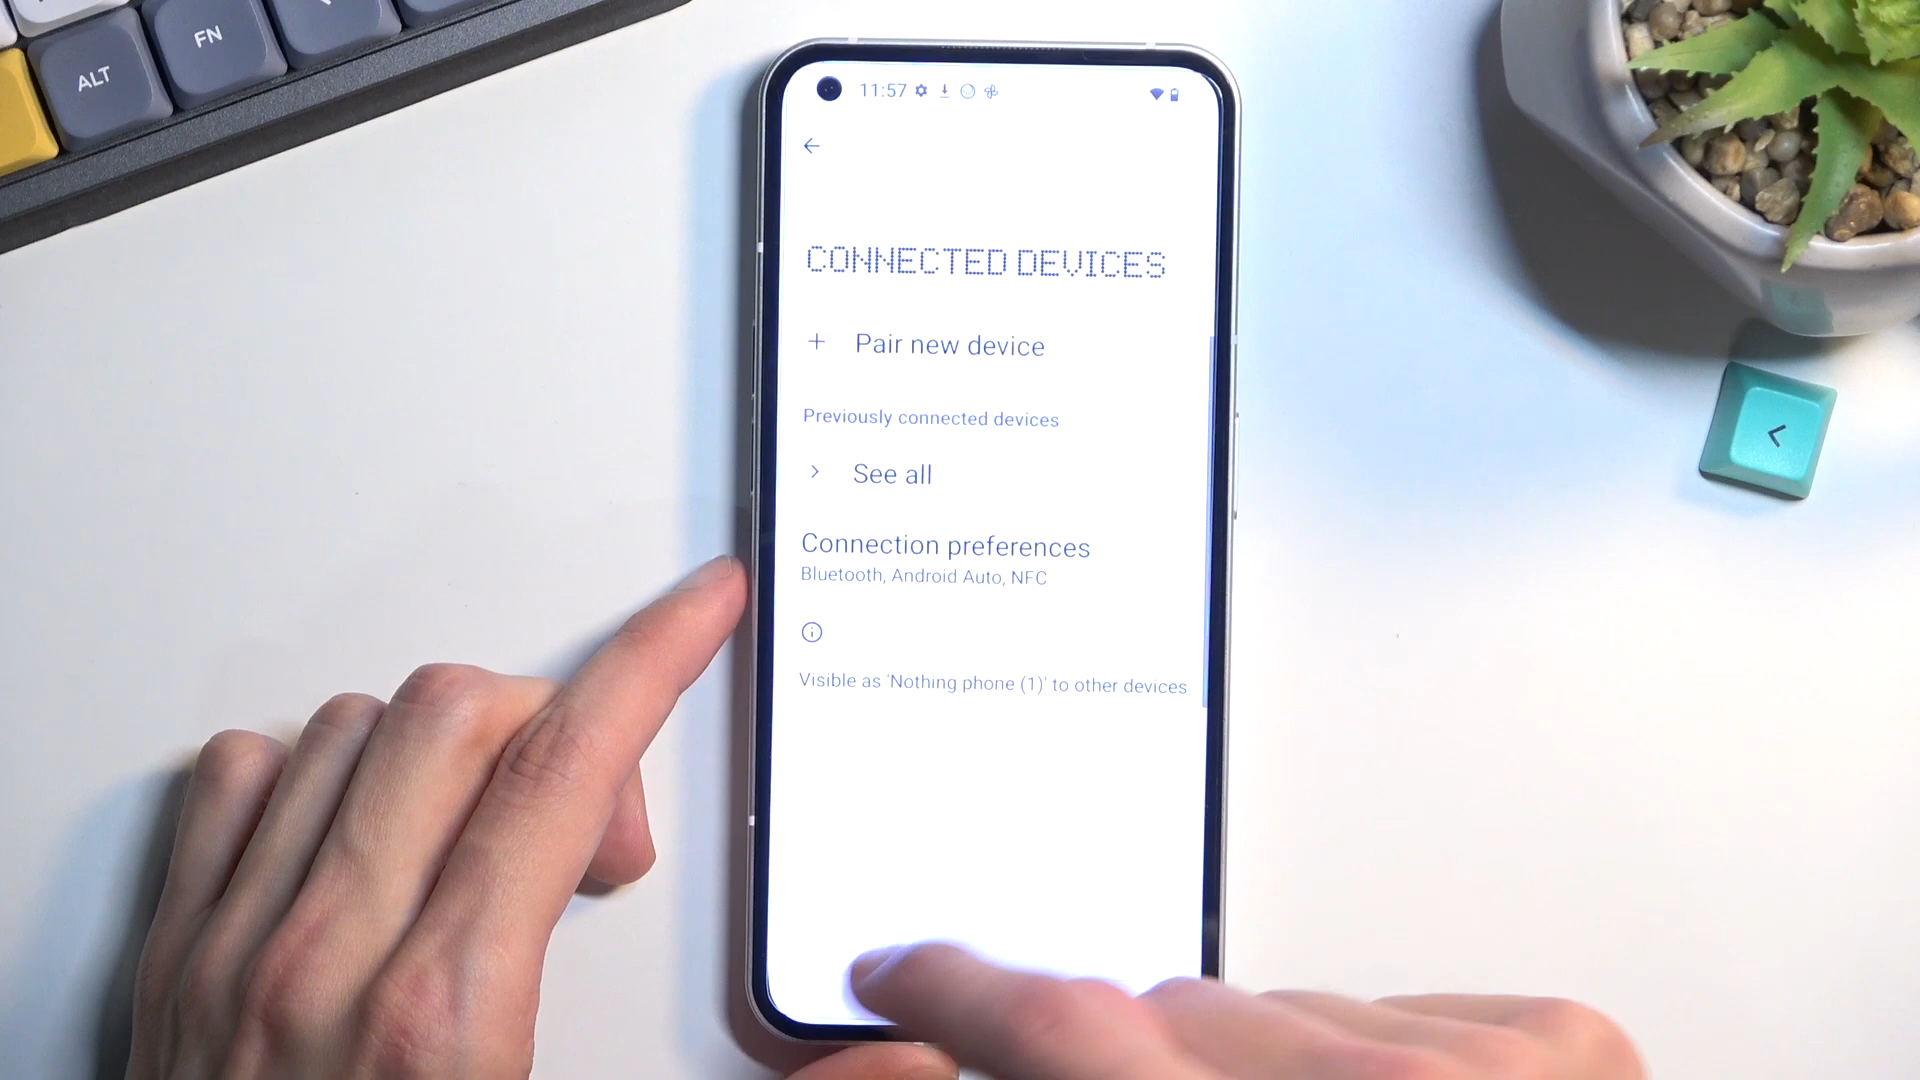 ALT
FN
11:57
CONNECTED DEVICES
+ Pair new device
Previously connected devices
> See all
Connection preferences
Bluetooth, Android Auto, NFC
Visible as 'Nothing phone (1)' to other devices
<